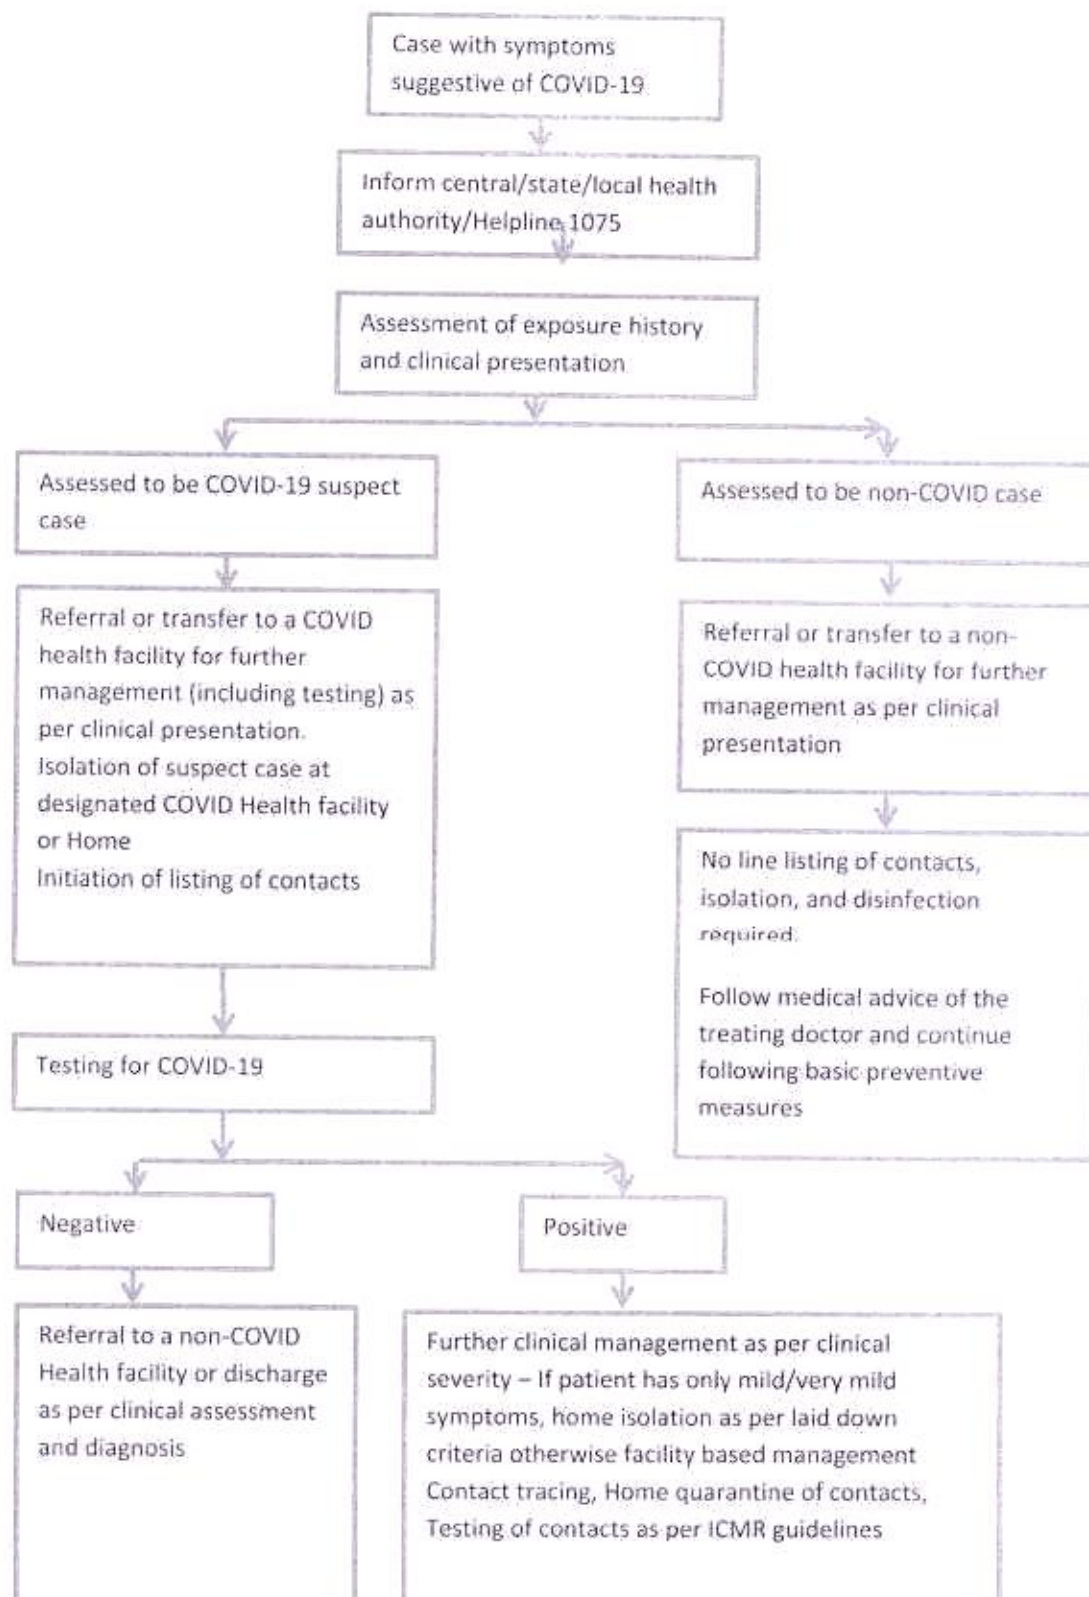 Case with symptoms
suggestive of COVID-19
Inform central/state/local health
authority/Helpline 1075
Assessment of exposure history
and clinical presentation
Assessed to be COVID-19 suspect
case
Assessed to be non-COVID case
Referral or transfer to a COVID
health facility for further
management (including testing) as
per clinical presentation.
Isolation of suspect case at
designated COVID Health facility
or Home
Initiation of listing of contacts
Referral or transfer to a non-
COVID health facility for further
management as per clinical
presentation
No line listing of contacts,
isolation, and disinfection
required.
Follow medical advice of the
treating doctor and continue
following basic preventive
measures
Testing for COVID-19
Negative
Positive
Referral to a non-COVID
Health facility or discharge
as per clinical assessment
and diagnosis
Further clinical management as per clinical
severity – If patient has only mild/very mild
symptoms, home isolation as per laid down
criteria otherwise facility based management
Contact tracing, Home quarantine of contacts,
Testing of contacts as per ICMR guidelines